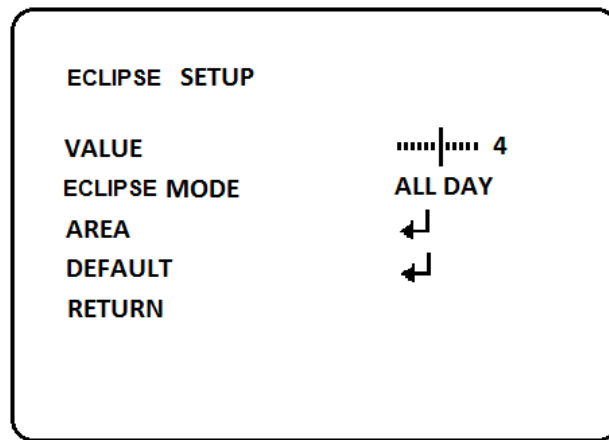 ECLIPSE SETUP
VALUE 4
ECLIPSE MODE ALL DAY
AREA ↲
DEFAULT ↲
RETURN